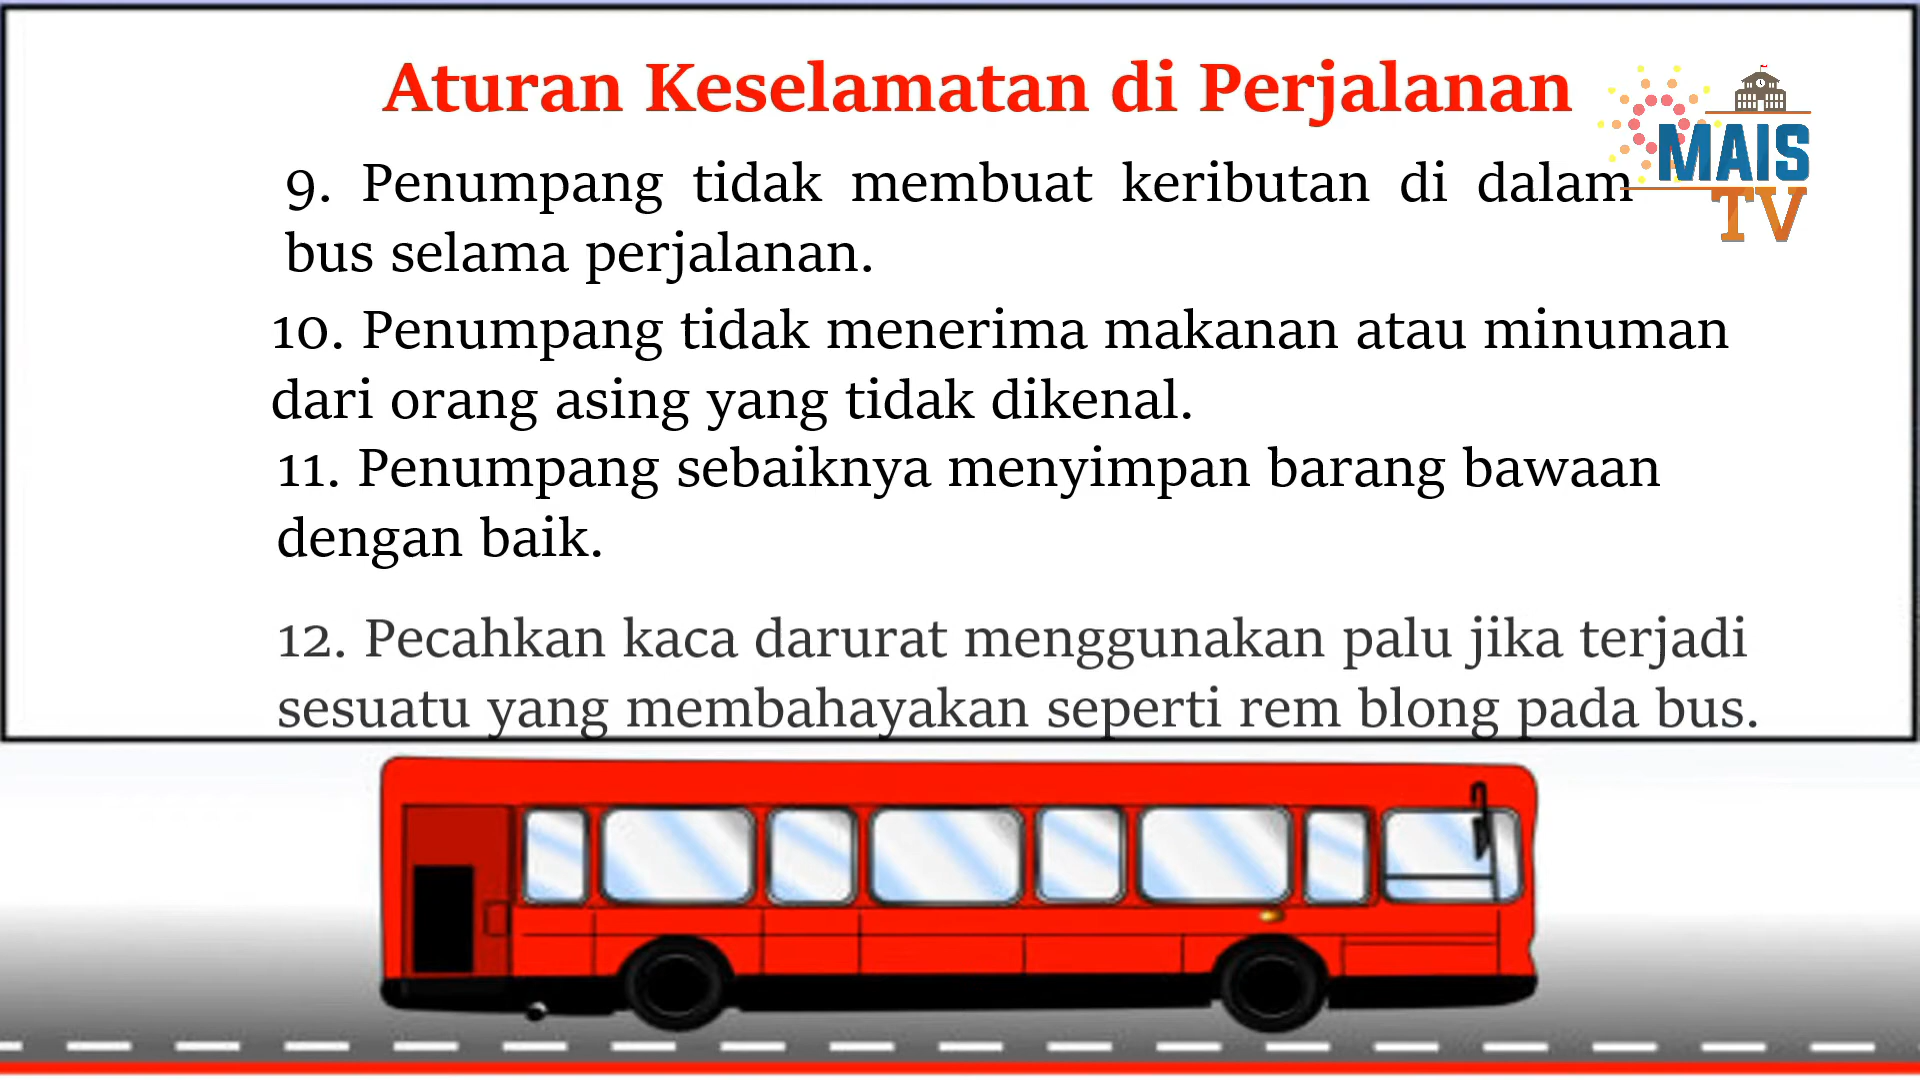 Aturan Keselamatan di Perjalanan
MAIS
TV
9. Penumpang tidak membuat keributan di dalam
bus selama perjalanan.
10. Penumpang tidak menerima makanan atau minuman
dari orang asing yang tidak dikenal.
11. Penumpang sebaiknya menyimpan barang bawaan
dengan baik.
12. Pecahkan kaca darurat menggunakan palu jika terjadi
sesuatu yang membahayakan seperti rem blong pada bus.